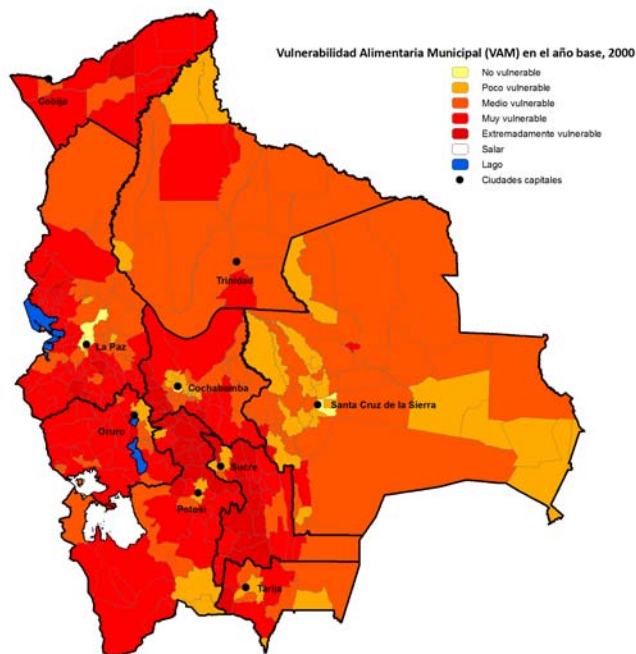 Vulnerabilidad Alimentaria Municipal (VAM) en el año base, 2000
No vulnerable
Poco vulnerable
Medio vulnerable
Muy vulnerable
Extremadamente vulnerable
Salar
Lago
Ciudades capitales
Cobija
Trinidad
La Paz
Cochabamba
Santa Cruz de la Sierra
Oruro
Sucre
Potosí
Tarija